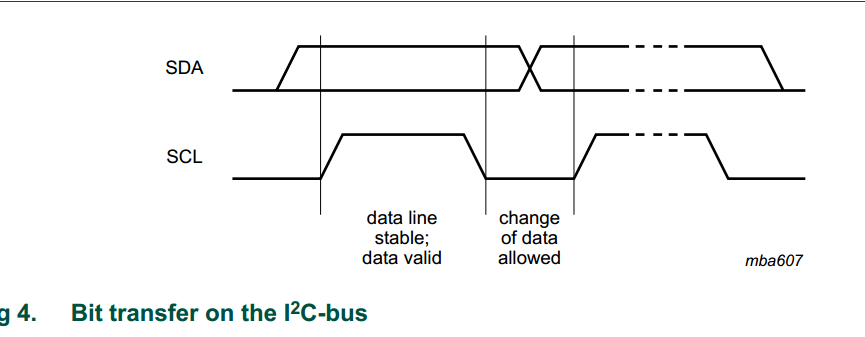 SDA
SCL
data line
stable;
data valid
change
of data
allowed
mba607
g 4. Bit transfer on the I²C-bus